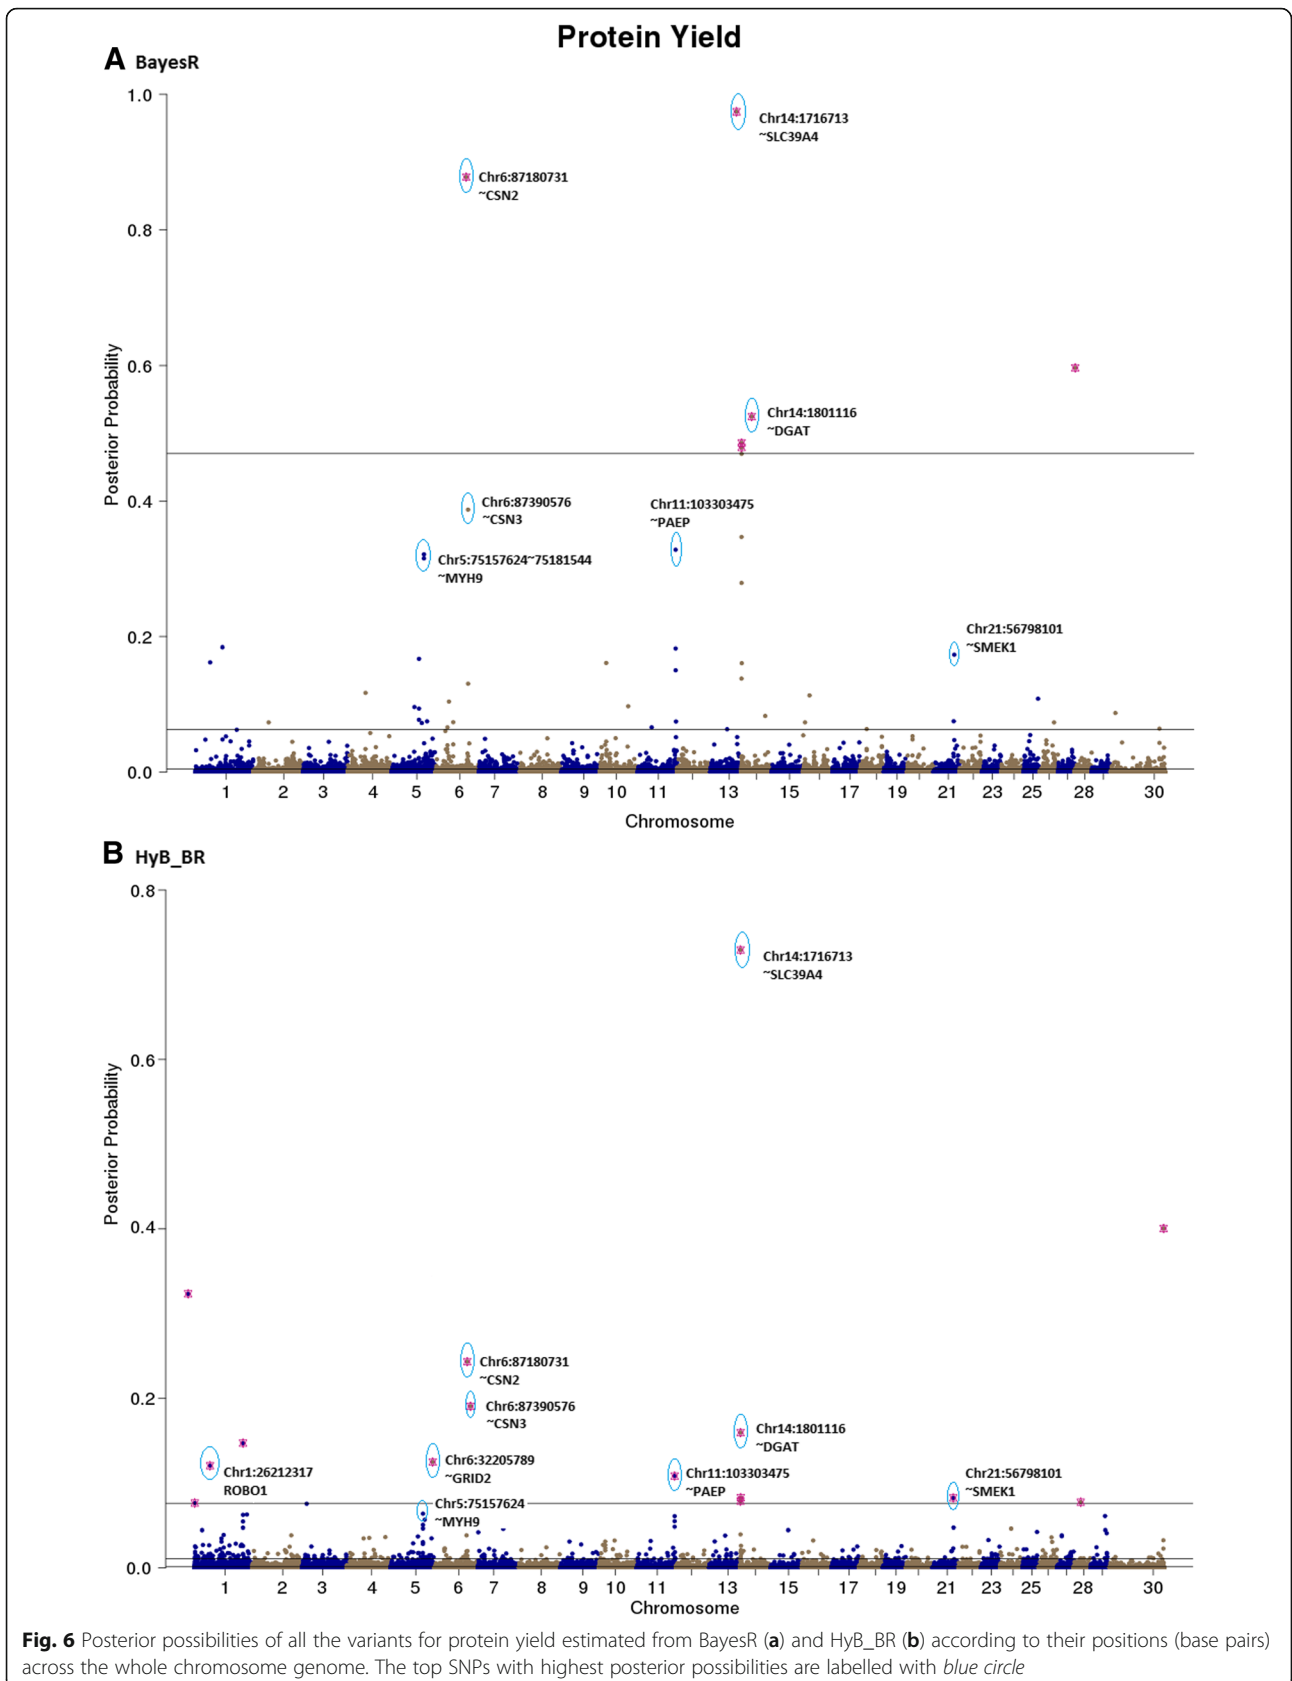 Protein Yield
A BayesR
1.0
0.8
0.6
0.4
0.2
0.0
Posterior Probability
Chr14:1716713
~SLC39A4
Chr6:87180731
~CSN2
Chr14:1801116
~DGAT
Chr6:87390576
~CSN3
Chr11:103303475
~PAEP
Chr5:75157624~75181544
~MYH9
Chr21:56798101
~SMEK1
1 2 3 4 5 6 7 8 9 10 11 13 15 17 19 21 23 25 28 30
Chromosome
B HyB_BR
0.8
0.6
0.4
0.2
0.0
Posterior Probability
Chr14:1716713
~SLC39A4
Chr6:87180731
~CSN2
Chr6:87390576
~CSN3
Chr14:1801116
~DGAT
Chr6:32205789
~GRID2
Chr1:26212317
ROBO1
Chr11:103303475
~PAEP
Chr21:56798101
~SMEK1
Chr5:75157624
~MYH9
1 2 3 4 5 6 7 8 9 10 11 13 15 17 19 21 23 25 28 30
Chromosome
Fig. 6 Posterior possibilities of all the variants for protein yield estimated from BayesR (a) and HyB_BR (b) according to their positions (base pairs)
across the whole chromosome genome. The top SNPs with highest posterior possibilities are labelled with blue circle